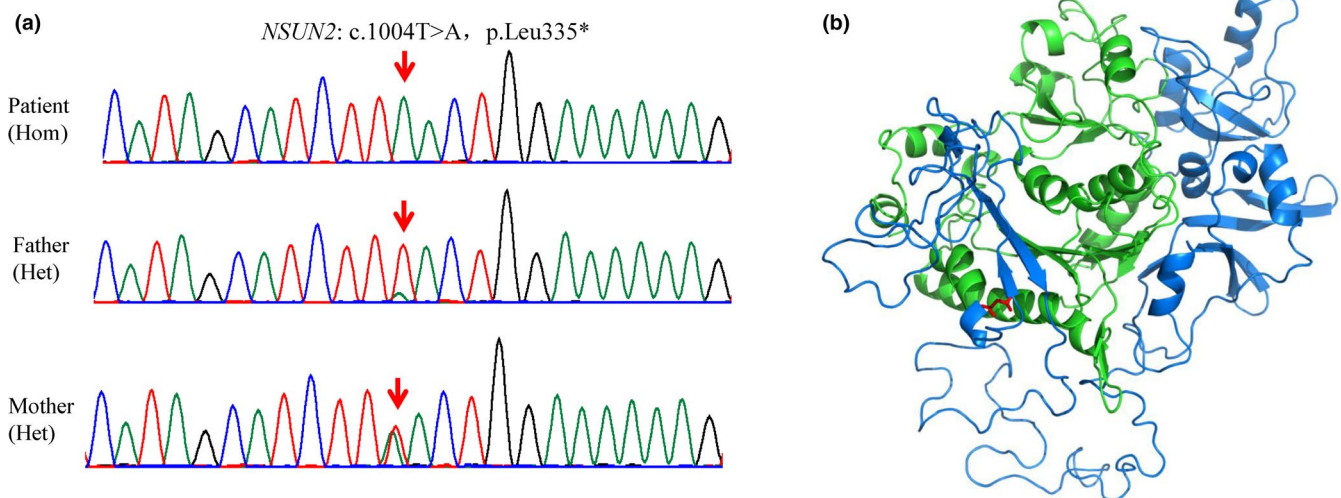 (a)
NSUN2: c.1004T>A, p.Leu335*
Patient
(Hom)
Father
(Het)
Mother
(Het)
(b)